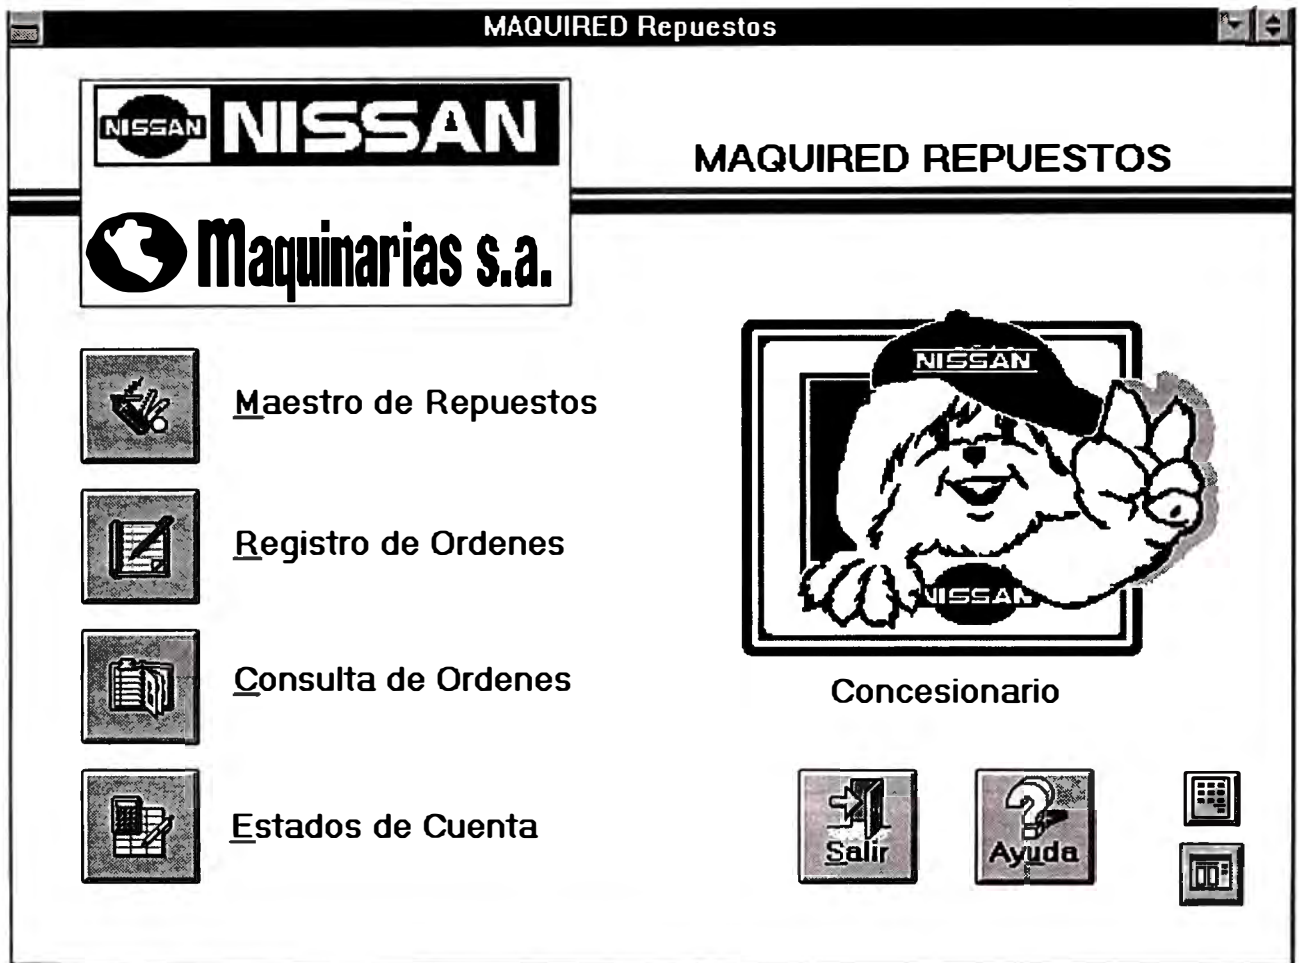 MAQUIRED Repuestos
NISSAN NISSAN
MAQUIRED REPUESTOS
Maquinarias s.a.
NISSAN
Maestro de Repuestos
Registro de Ordenes
NISSAN
Consulta de Ordenes
Concesionario
Estados de Cuenta
Salir
Ayuda